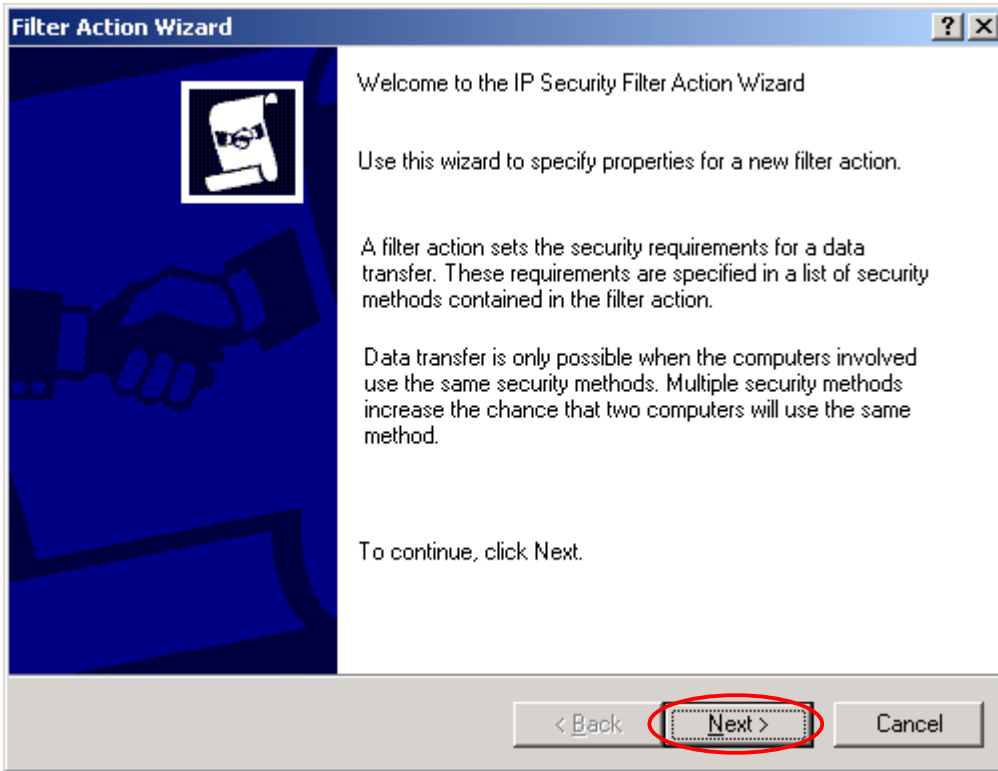 Filter Action Wizard
Welcome to the IP Security Filter Action Wizard
Use this wizard to specify properties for a new filter action.
A filter action sets the security requirements for a data
transfer. These requirements are specified in a list of security
methods contained in the filter action.
Data transfer is only possible when the computers involved
use the same security methods. Multiple security methods
increase the chance that two computers will use the same
method.
To continue, click Next.
< Back Next > Cancel